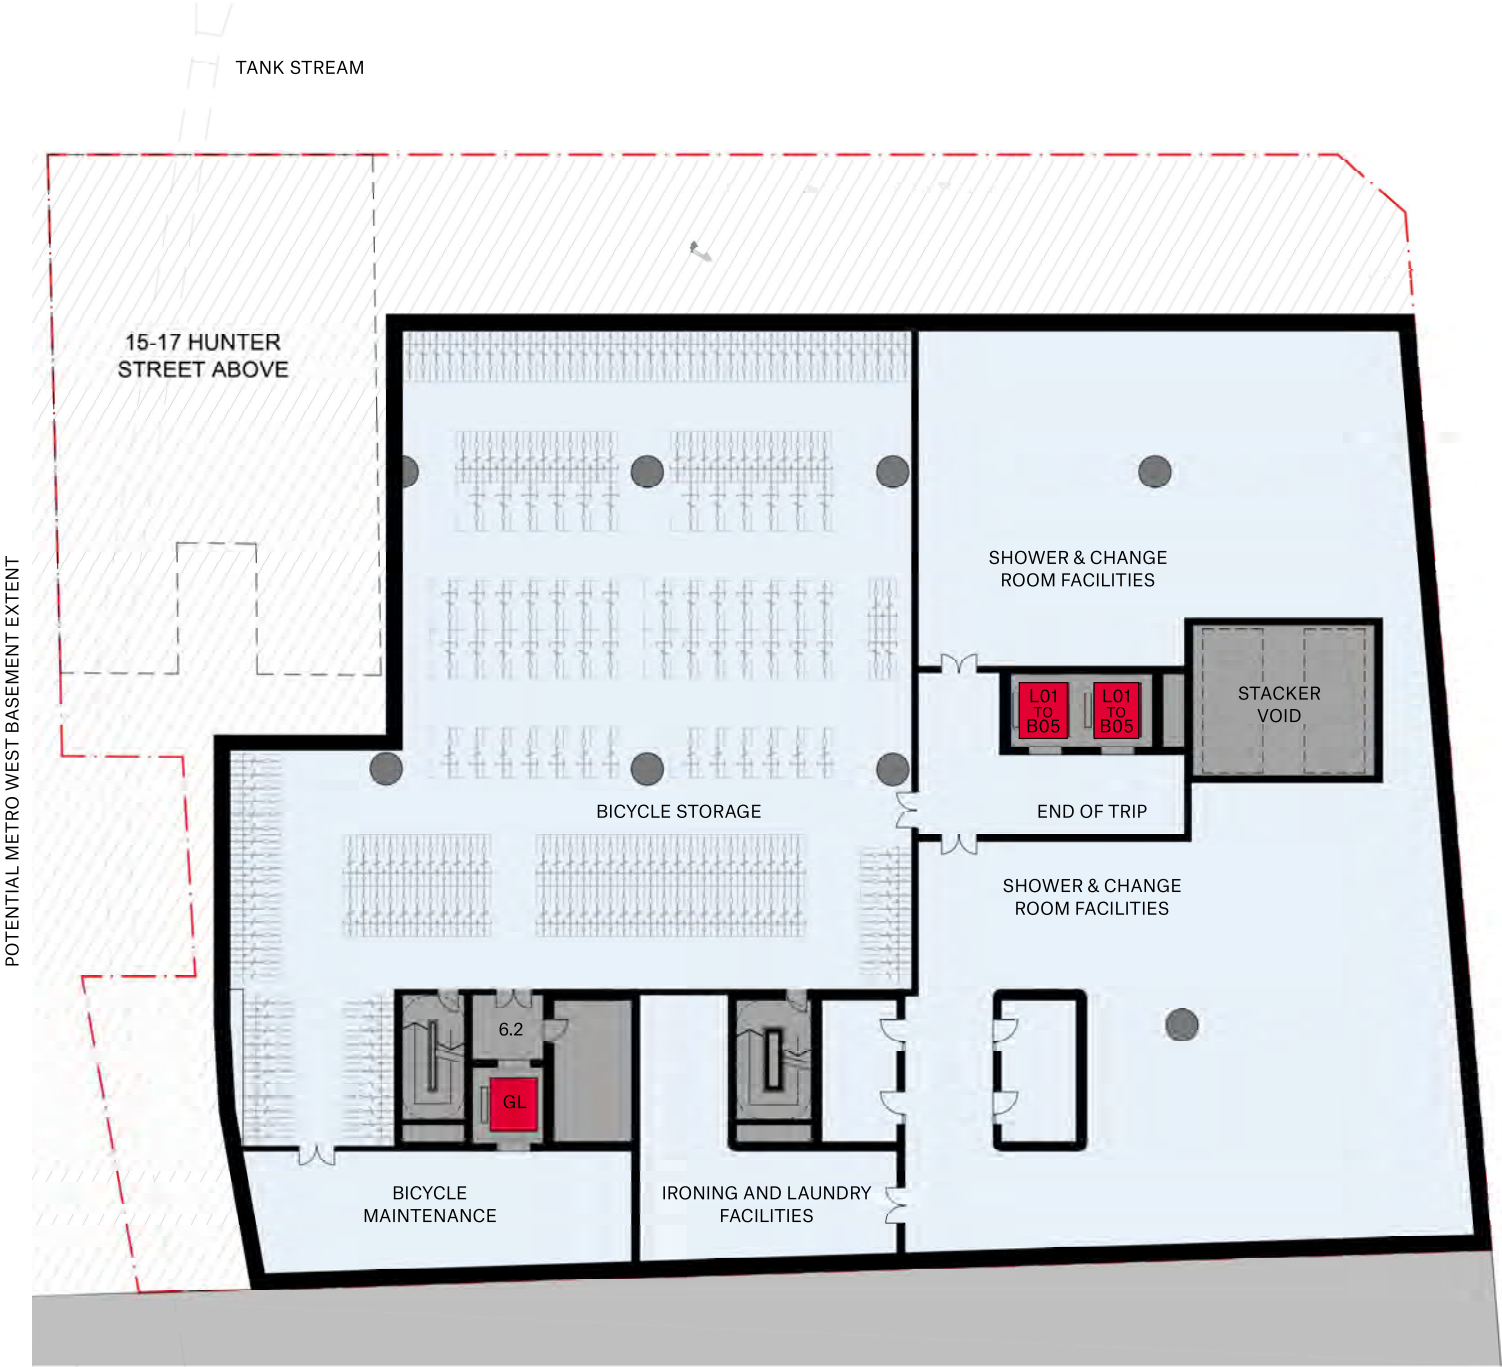 TANK STREAM
15-17 HUNTER
STREET ABOVE
POTENTIAL METRO WEST BASEMENT EXTENT
SHOWER & CHANGE
ROOM FACILITIES
L01
TO
B05
L01
TO
B05
STACKER
VOID
BICYCLE STORAGE
END OF TRIP
SHOWER & CHANGE
ROOM FACILITIES
6.2
GL
BICYCLE
MAINTENANCE
IRONING AND LAUNDRY
FACILITIES